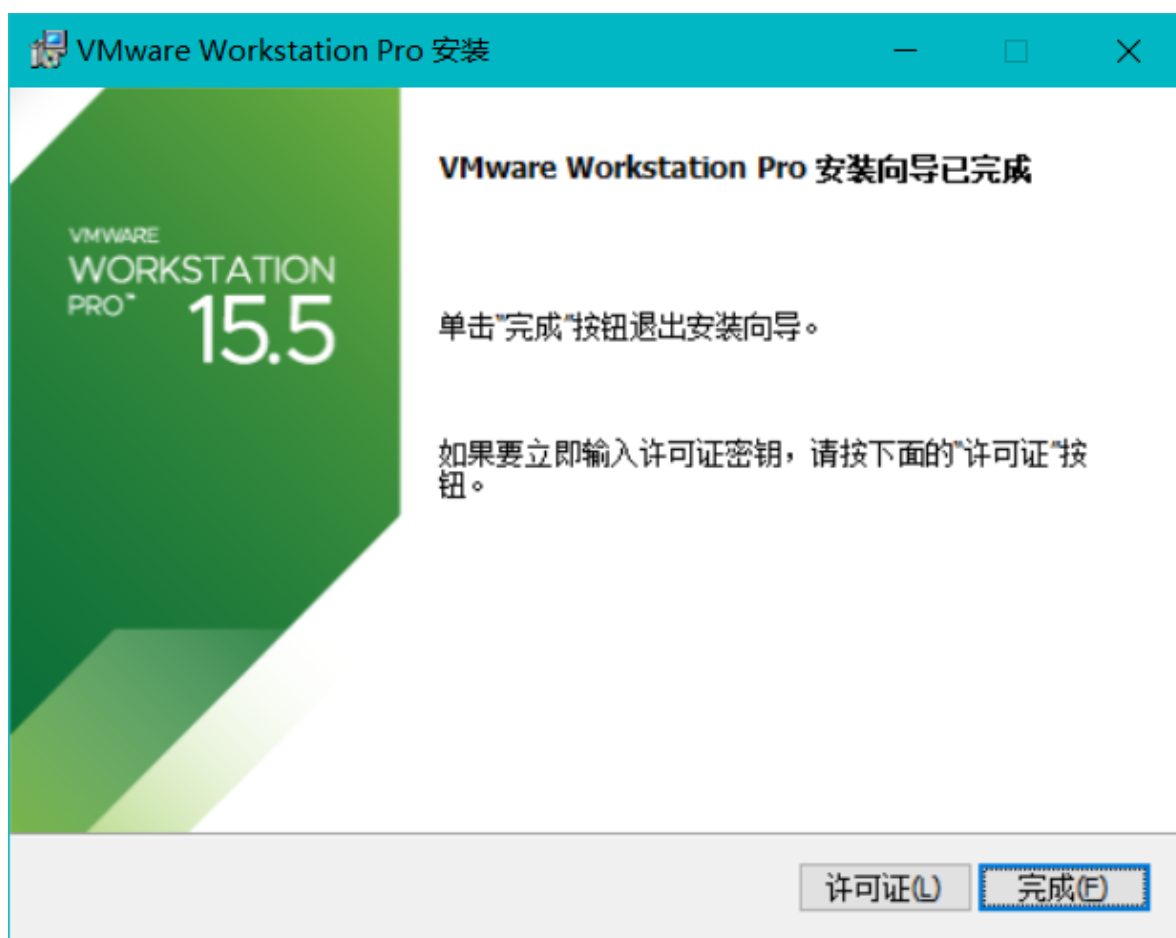 VMware Workstation Pro 安装
VMware Workstation Pro 安装向导已完成
VMWARE
WORKSTATION
PRO™ 15.5
单击"完成"按钮退出安装向导。
如果要立即输入许可证密钥，请按下面的"许可证"按
钮。
许可证(L) 完成(F)